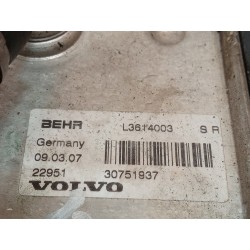 BEHR L3614003 S R
Germany
09.03.07
22951 30751937
VOLVO